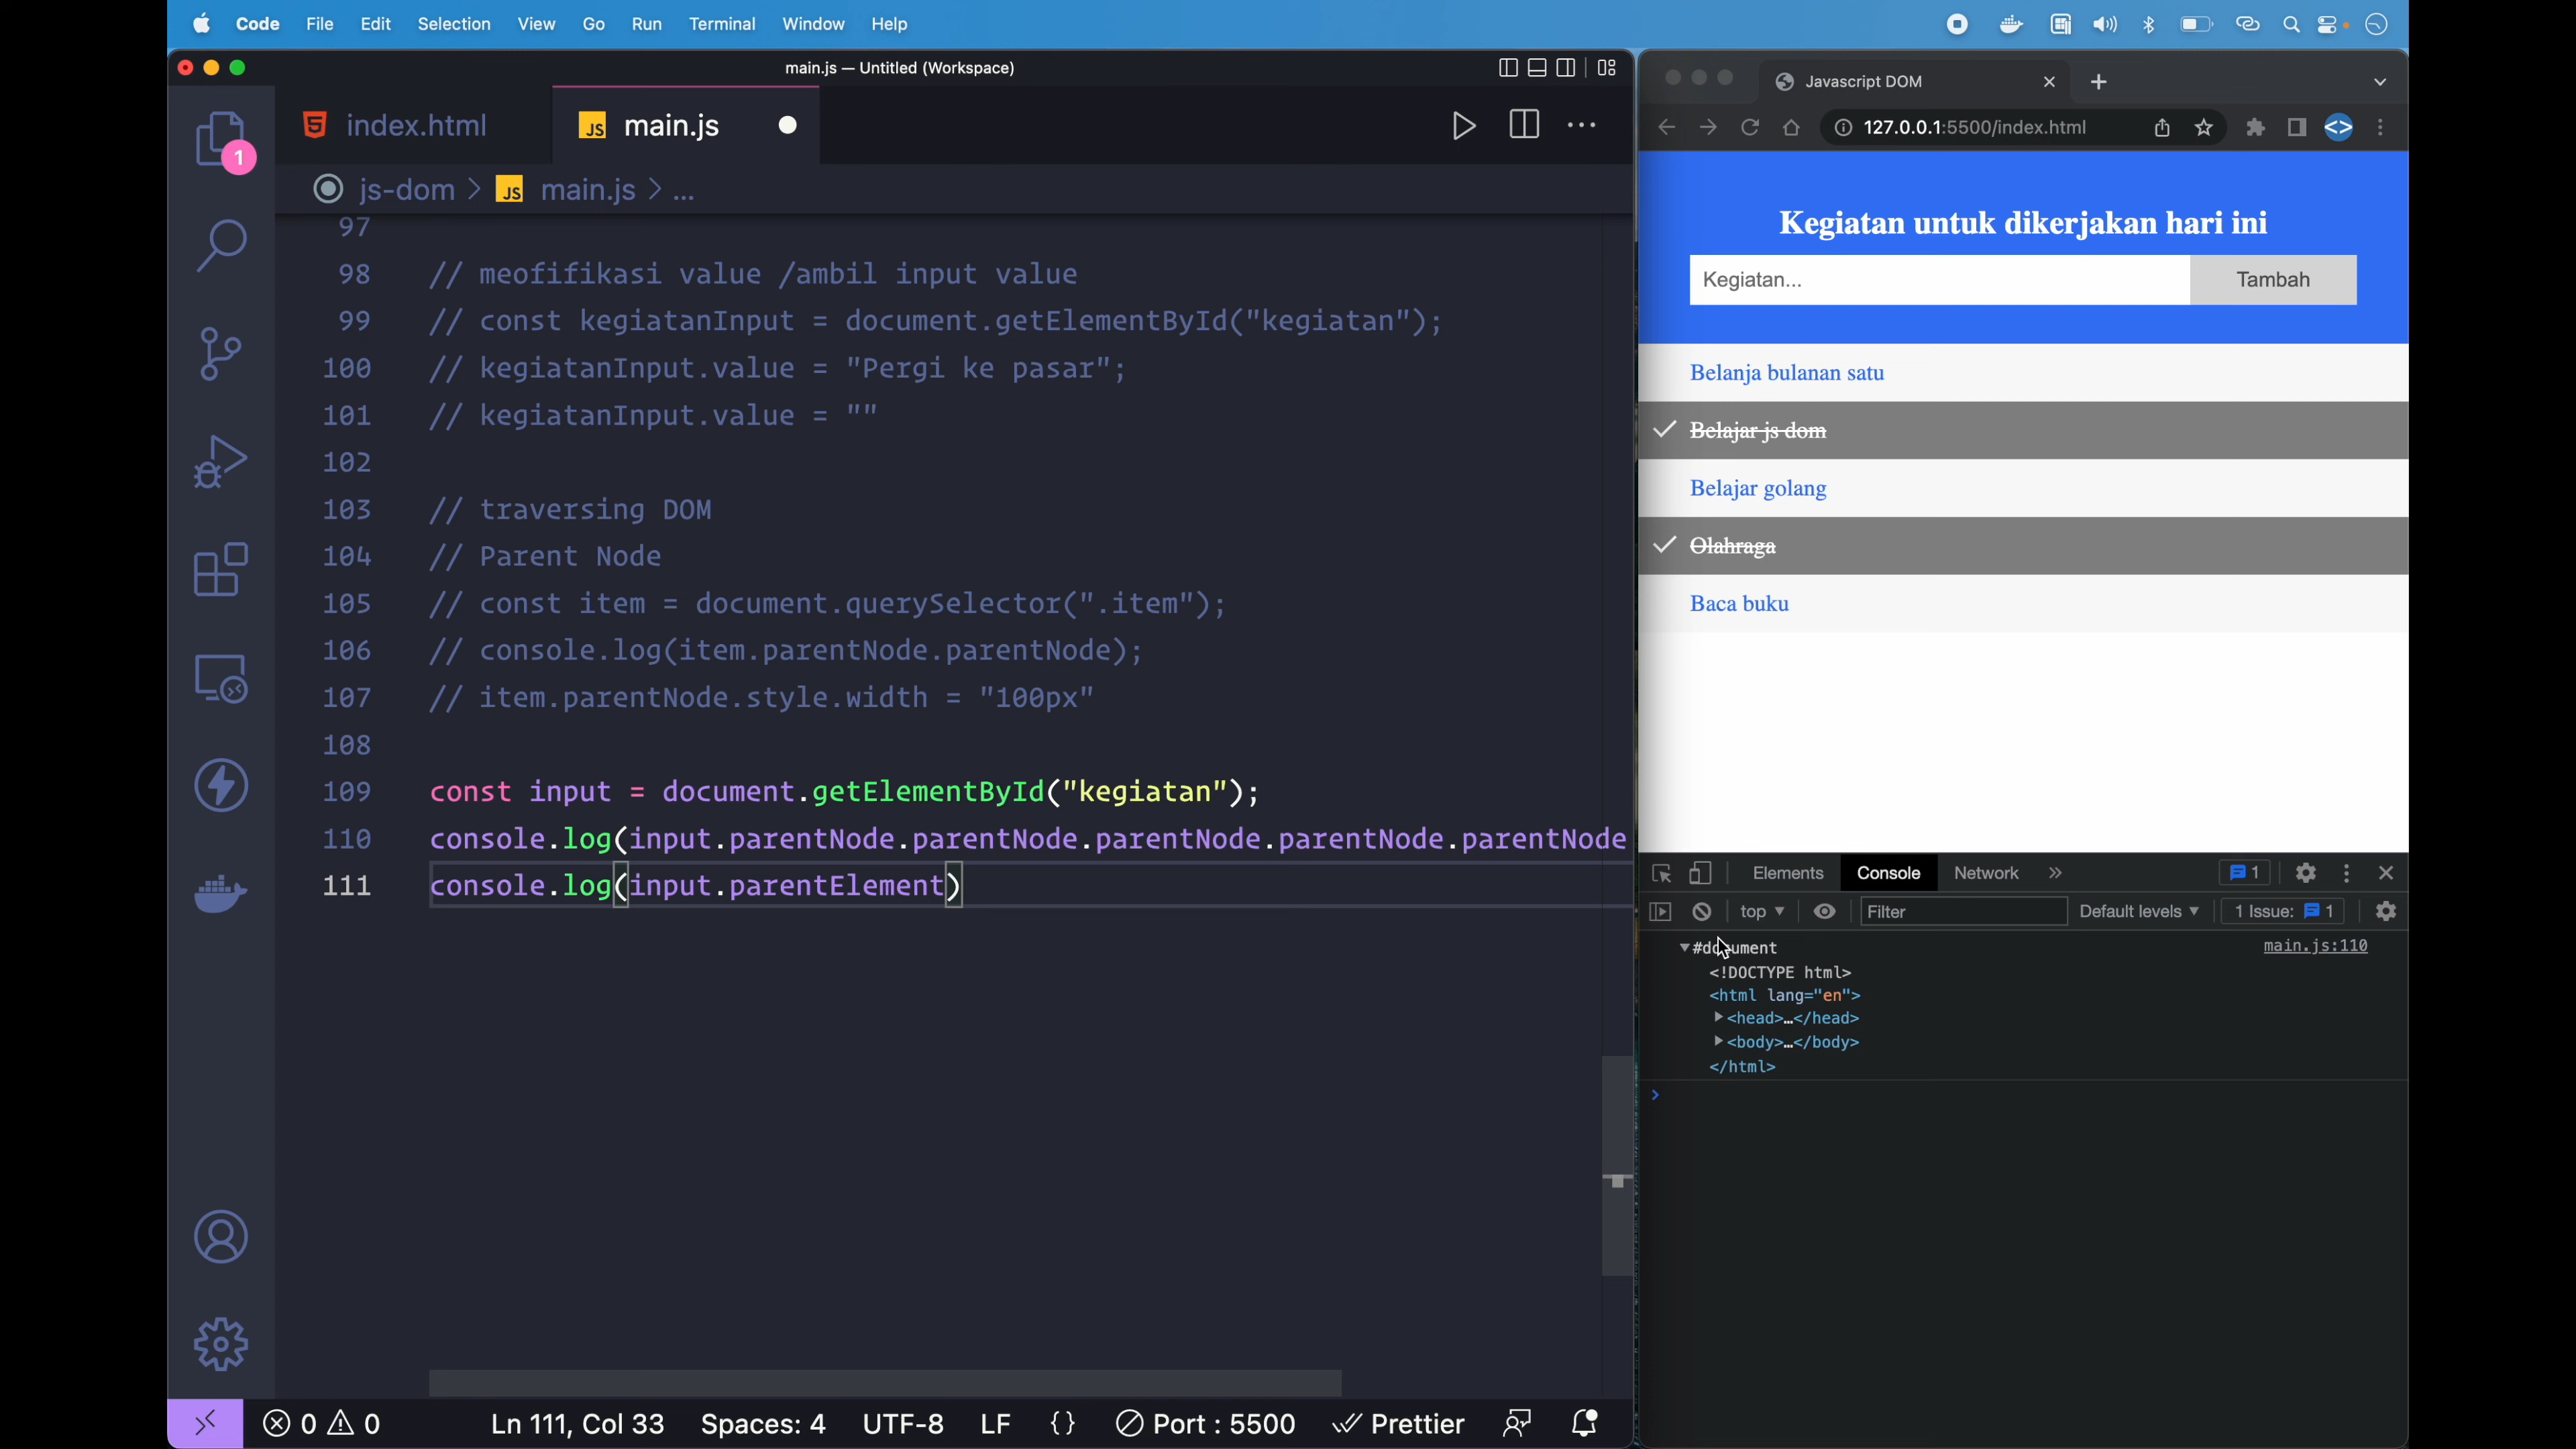 Code File Edit Selection View Go Run Terminal Window Help
main.js — Untitled (Workspace)
index.html
JS main.js
1
js-dom > JS main.js > ...
97
98 // meofifikasi value /ambil input value
99 // const kegiatanInput = document.getElementById("kegiatan");
100 // kegiatanInput.value = "Pergi ke pasar";
101 // kegiatanInput.value = ""
102
103 // traversing DOM
104 // Parent Node
105 // const item = document.querySelector(".item");
106 // console.log(item.parentNode.parentNode);
107 // item.parentNode.style.width = "100px"
108
109 const input = document.getElementById("kegiatan");
110 console.log(input.parentNode.parentNode.parentNode.parentNode.parentNode
111 console.log(input.parentElement)
0 0 Ln 111, Col 33 Spaces: 4 UTF-8 LF {} Port : 5500 Prettier
Javascript DOM
127.0.0.1:5500/index.html
Kegiatan untuk dikerjakan hari ini
Kegiatan... Tambah
Belanja bulanan satu
Belajar js dom
Belajar golang
Olahraga
Baca buku
Elements Console Network » 1
top Filter Default levels 1 Issue: 1
#document main.js:110
<!DOCTYPE html>
<html lang="en">
<head>…</head>
<body>…</body>
</html>